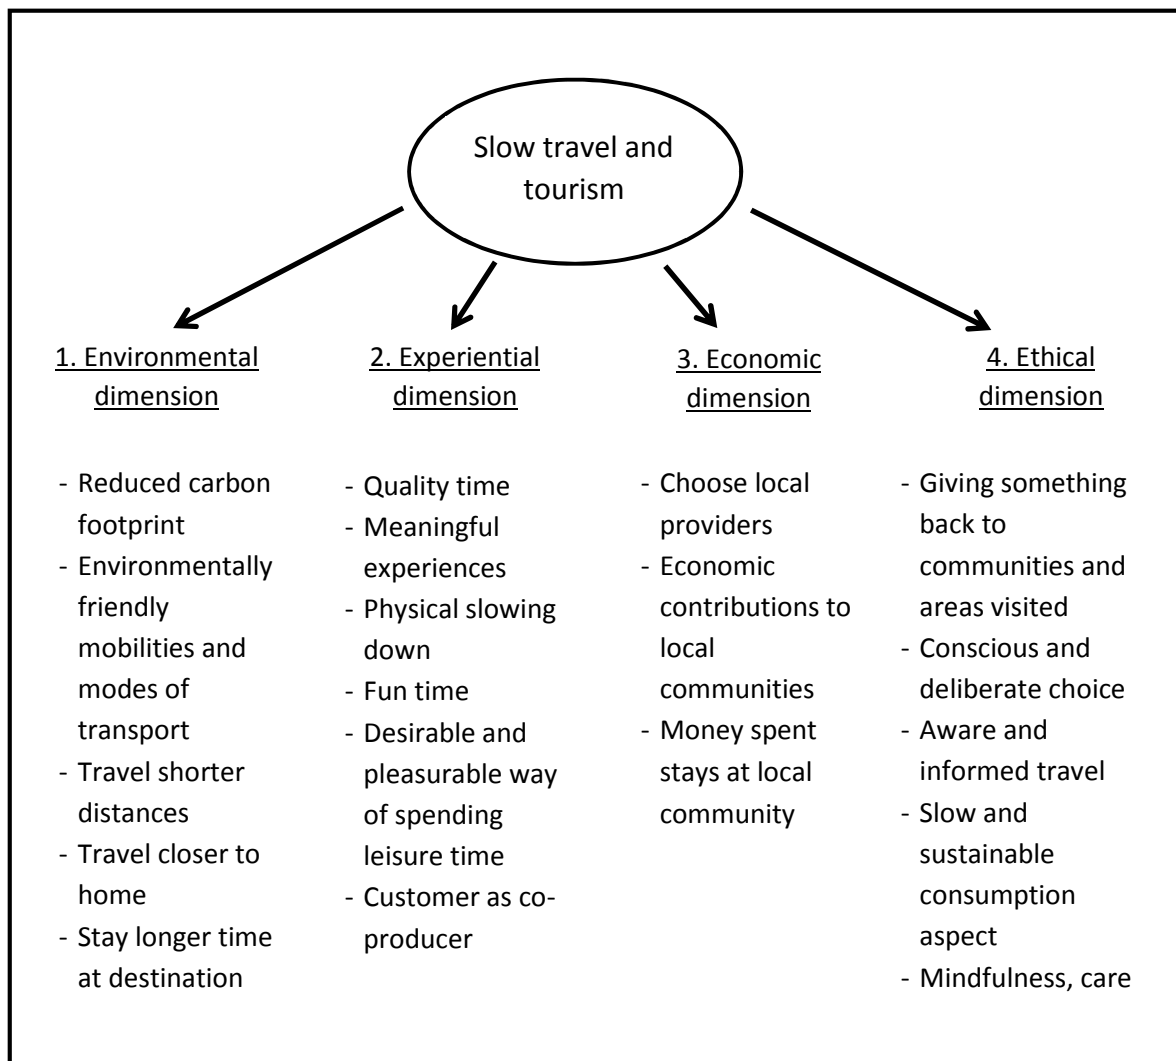 Slow travel and
tourism
1. Environmental
dimension
- Reduced carbon
footprint
- Environmentally
friendly
mobilities and
modes of
transport
- Travel shorter
distances
- Travel closer to
home
- Stay longer time
at destination
2. Experiential
dimension
- Quality time
- Meaningful
experiences
- Physical slowing
down
- Fun time
- Desirable and
pleasurable way
of spending
leisure time
- Customer as co-
producer
3. Economic
dimension
- Choose local
providers
- Economic
contributions to
local
communities
- Money spent
stays at local
community
4. Ethical
dimension
- Giving something
back to
communities and
areas visited
- Conscious and
deliberate choice
- Aware and
informed travel
- Slow and
sustainable
consumption
aspect
- Mindfulness, care